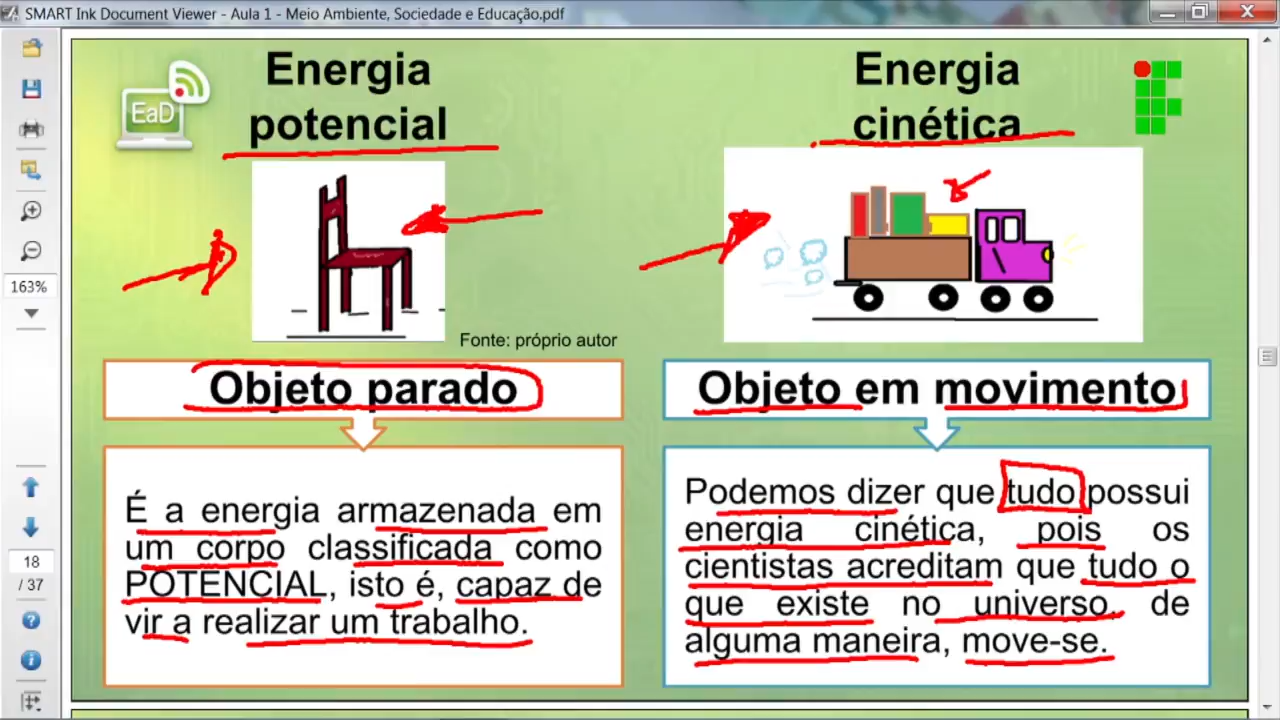 SMART Ink Document Viewer - Aula 1 - Meio Ambiente, Sociedade e Educação.pdf
EaD
Energia
potencial
Energia
cinética
163%
Fonte: próprio autor
Objeto parado
Objeto em movimento
É a energia armazenada em
um corpo classificada como
POTENCIAL, isto é, capaz de
vir a realizar um trabalho.
Podemos dizer que tudo possui
energia cinética, pois os
cientistas acreditam que tudo o
que existe no universo, de
alguma maneira, move-se.
18
/ 37